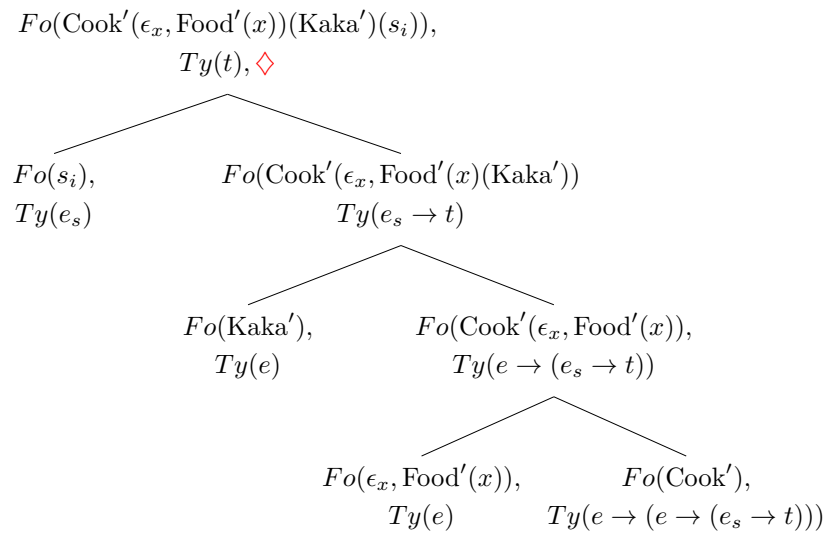 Fo(Cook′(ϵₓ, Food′(x))(Kaka′)(sᵢ)),
Ty(t), ♢
Fo(sᵢ),
Ty(eₛ)
Fo(Cook′(ϵₓ, Food′(x)(Kaka′))
Ty(eₛ → t)
Fo(Kaka′),
Ty(e)
Fo(Cook′(ϵₓ, Food′(x)),
Ty(e → (eₛ → t))
Fo(ϵₓ, Food′(x)),
Ty(e)
Fo(Cook′),
Ty(e → (e → (eₛ → t)))